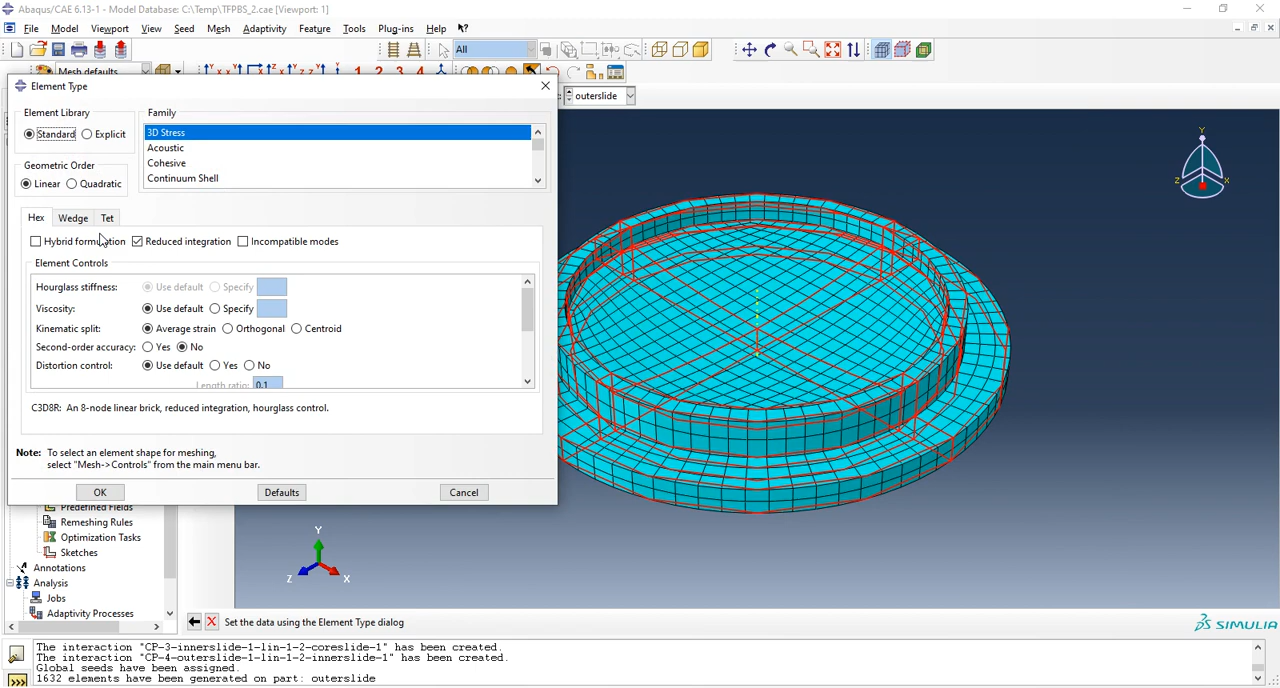 Abaqus/CAE 6.13-1 - Model Database: C:\Temp\TFPBS_2.cae [Viewport: 1]
File Model Viewport View Seed Mesh Adaptivity Feature Tools Plug-ins Help
All
Mesh defaults
1 2 3 4
Element Type
outerslide
Element Library
Standard Explicit
Geometric Order
Linear Quadratic
Family
3D Stress
Acoustic
Cohesive
Continuum Shell
Hex Wedge Tet
Hybrid formulation Reduced integration Incompatible modes
Element Controls
Hourglass stiffness: Use default Specify
Viscosity: Use default Specify
Kinematic split: Average strain Orthogonal Centroid
Second-order accuracy: Yes No
Distortion control: Use default Yes No
Length ratio: 0.1
C3D8R: An 8-node linear brick, reduced integration, hourglass control.
Note: To select an element shape for meshing,
select "Mesh->Controls" from the main menu bar.
OK Defaults Cancel
Y
Z X
Predefined Fields
Remeshing Rules
Optimization Tasks
Sketches
Annotations
Analysis
Jobs
Adaptivity Processes
Y
Z X
Set the data using the Element Type dialog
SIMULIA
The interaction "CP-3-innerslide-1-lin-1-2-coreslide-1" has been created.
The interaction "CP-4-outerslide-1-lin-1-2-innerslide-1" has been created.
Global seeds have been assigned.
1632 elements have been generated on part: outerslide